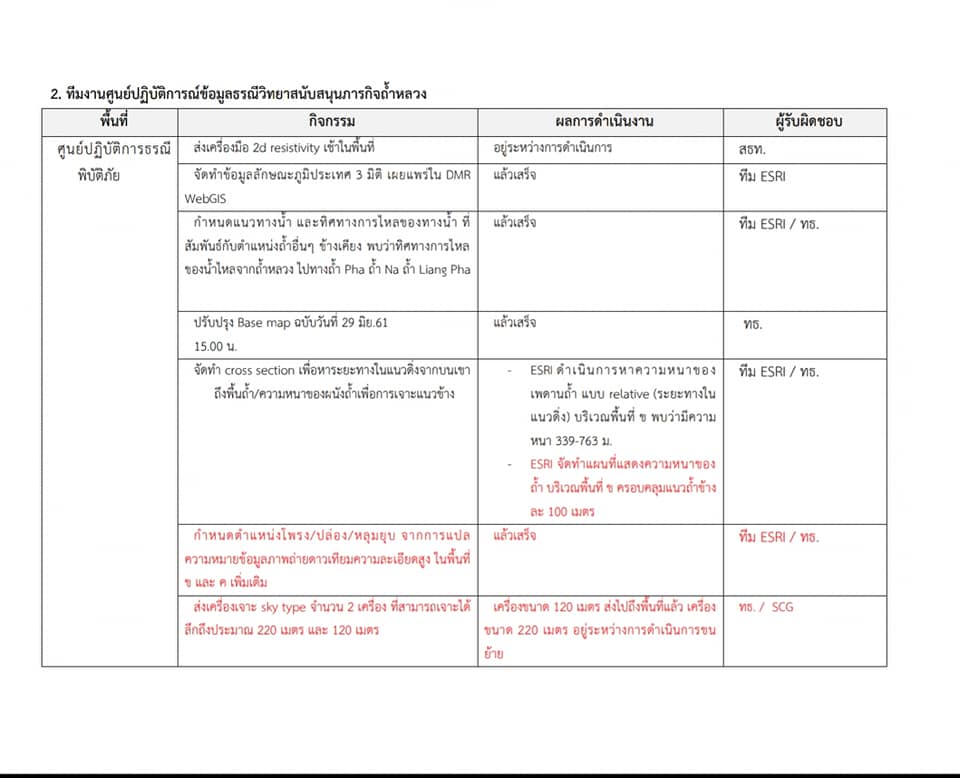 2. ทีมงานศูนย์ปฏิบัติการณ์ข้อมูลธรณีวิทยาสนับสนุนภารกิจถ้ำหลวง
พื้นที่
กิจกรรม
ผลการดำเนินงาน
ผู้รับผิดชอบ
ศูนย์ปฏิบัติการธรณี
พิบัติภัย
ส่งเครื่องมือ 2d resistivity เข้าในพื้นที่
อยู่ระหว่างการดำเนินการ
สธท.
จัดทำข้อมูลลักษณะภูมิประเทศ 3 มิติ เผยแพร่ใน DMR
WebGIS
แล้วเสร็จ
ทีม ESRI
กำหนดแนวทางน้ำ และทิศทางการไหลของทางน้ำ ที่
สัมพันธ์กับตำแหน่งถ้ำอื่นๆ ข้างเคียง พบว่าทิศทางการไหล
ของน้ำไหลจากถ้ำหลวง ไปทางถ้ำ Pha ถ้ำ Na ถ้ำ Liang Pha
แล้วเสร็จ
ทีม ESRI / ทธ.
ปรับปรุง Base map ฉบับวันที่ 29 มิย.61
15.00 น.
แล้วเสร็จ
ทธ.
จัดทำ cross section เพื่อหาระยะทางในแนวดิ่งจากบนเขา
ถึงพื้นถ้ำ/ความหนาของผนังถ้ำเพื่อการเจาะแนวข้าง
- ESRI ดำเนินการหาความหนาของ
เพดานถ้ำ แบบ relative (ระยะทางใน
แนวดิ่ง) บริเวณพื้นที่ ข พบว่ามีความ
หนา 339-763 ม.
- ESRI จัดทำแผนที่แสดงความหนาของ
ถ้ำ บริเวณพื้นที่ ข ครอบคลุมแนวถ้ำข้าง
ละ 100 เมตร
ทีม ESRI / ทธ.
กำหนดตำแหน่งโพรง/ปล่อง/หลุมยุบ จากการแปล
ความหมายข้อมูลภาพถ่ายดาวเทียมความละเอียดสูง ในพื้นที่
ข และ ค เพิ่มเติม
แล้วเสร็จ
ทีม ESRI / ทธ.
ส่งเครื่องเจาะ sky type จำนวน 2 เครื่อง ที่สามารถเจาะได้
ลึกถึงประมาณ 220 เมตร และ 120 เมตร
เครื่องขนาด 120 เมตร ส่งไปถึงพื้นที่แล้ว เครื่อง
ขนาด 220 เมตร อยู่ระหว่างการดำเนินการขน
ย้าย
ทธ. / SCG